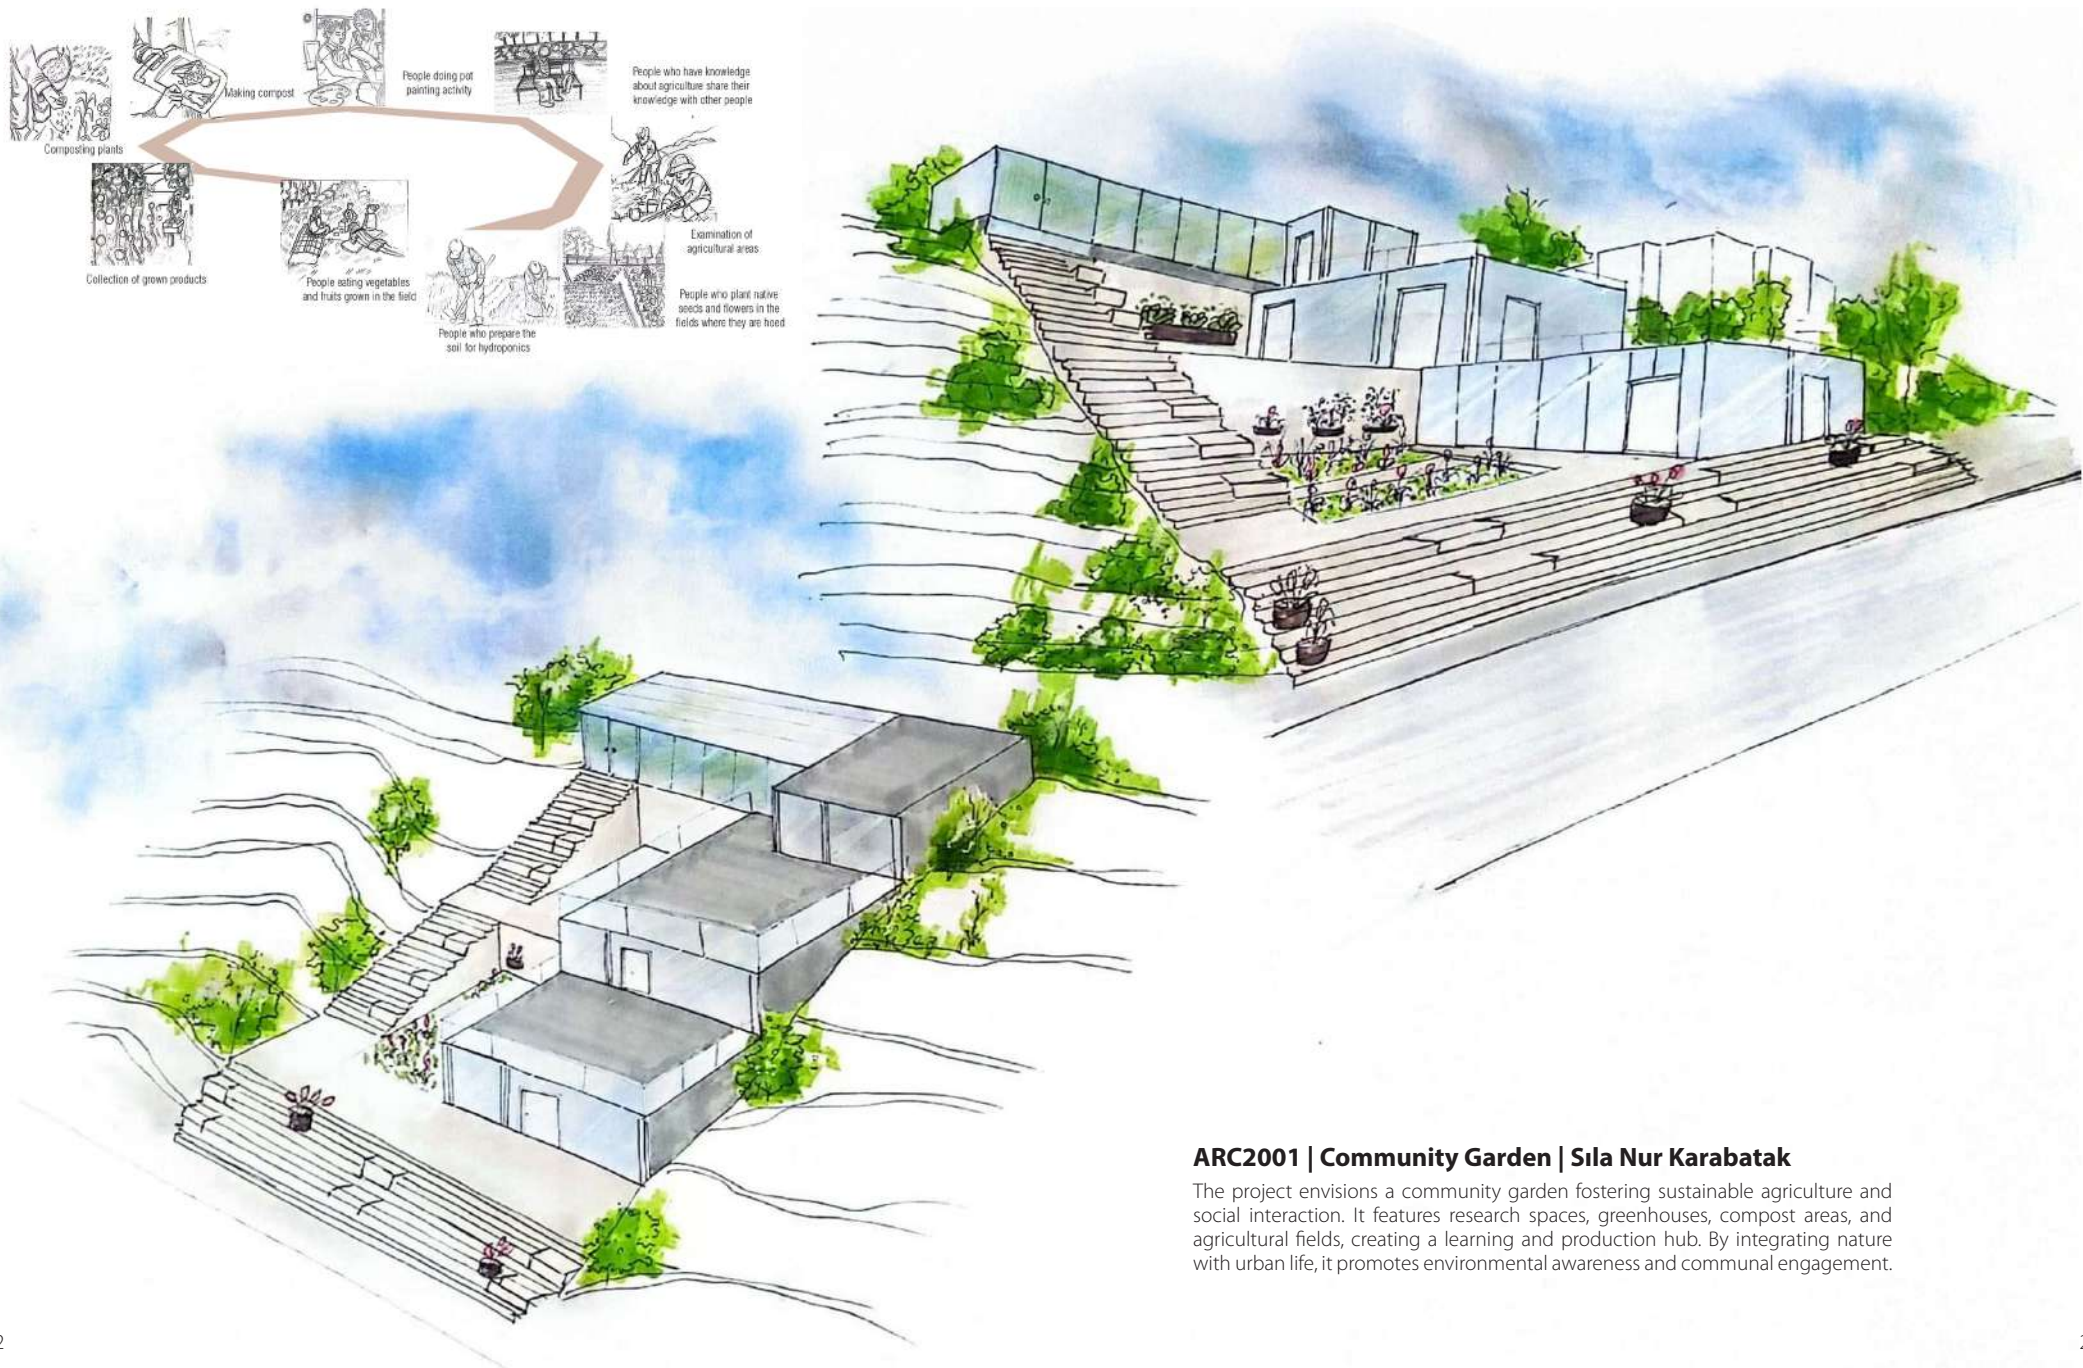 Making compost
People doing pot
painting activity
People who have knowledge
about agriculture share their
knowledge with other people
Composting plants
Examination of
agricultural areas
Collection of grown products
People eating vegetables
and fruits grown in the field
People who plant native
seeds and flowers in the
fields where they are hoed
People who prepare the
soil for hydroponics
ARC2001 | Community Garden | Sıla Nur Karabatak
The project envisions a community garden fostering sustainable agriculture and
social interaction. It features research spaces, greenhouses, compost areas, and
agricultural fields, creating a learning and production hub. By integrating nature
with urban life, it promotes environmental awareness and communal engagement.
2